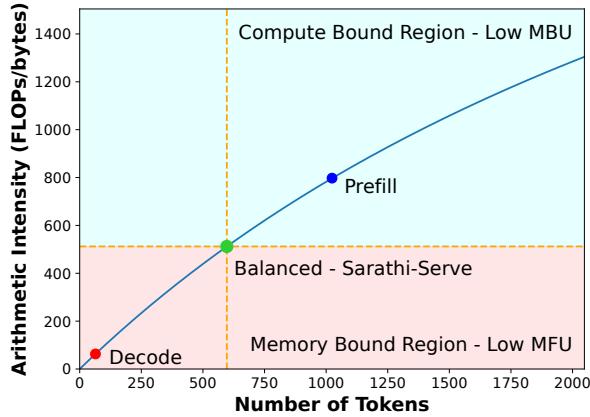 Arithmetic Intensity (FLOPs/bytes)
1400
1200
1000
800
600
400
200
0
Compute Bound Region - Low MBU
Prefill
Balanced - Sarathi-Serve
Memory Bound Region - Low MFU
Decode
0 250 500 750 1000 1250 1500 1750 2000
Number of Tokens